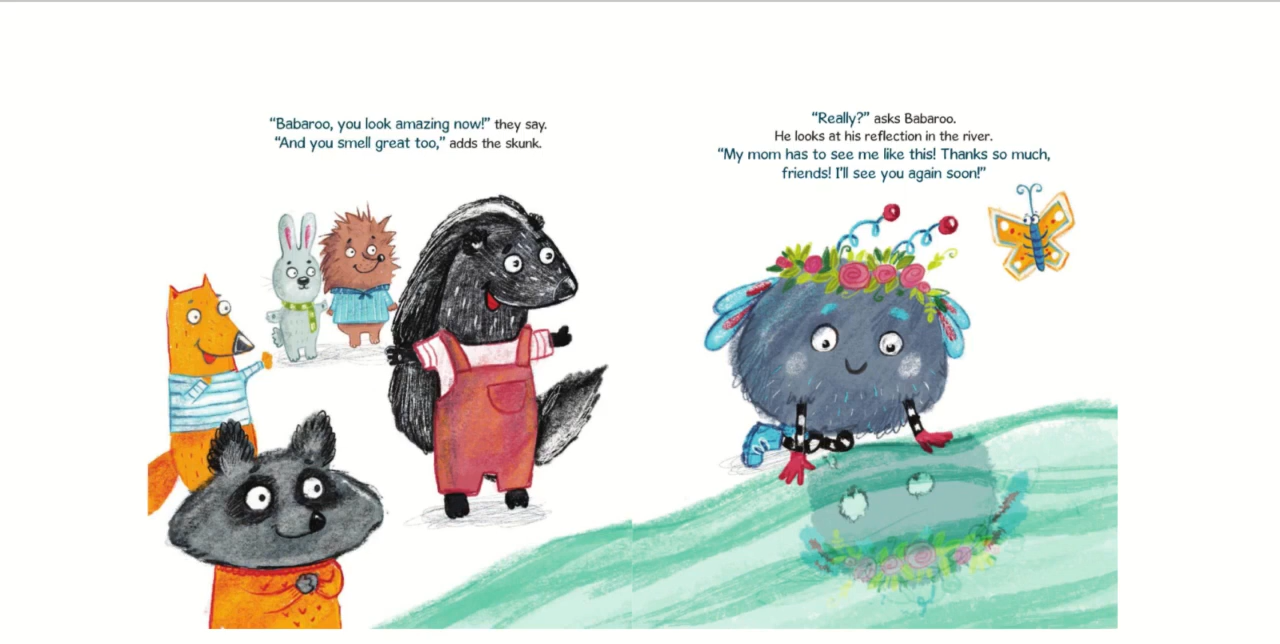 “Babaroo, you look amazing now!” they say.
“And you smell great too,” adds the skunk.
“Really?” asks Babaroo.
He looks at his reflection in the river.
“My mom has to see me like this! Thanks so much,
friends! I’ll see you again soon!”